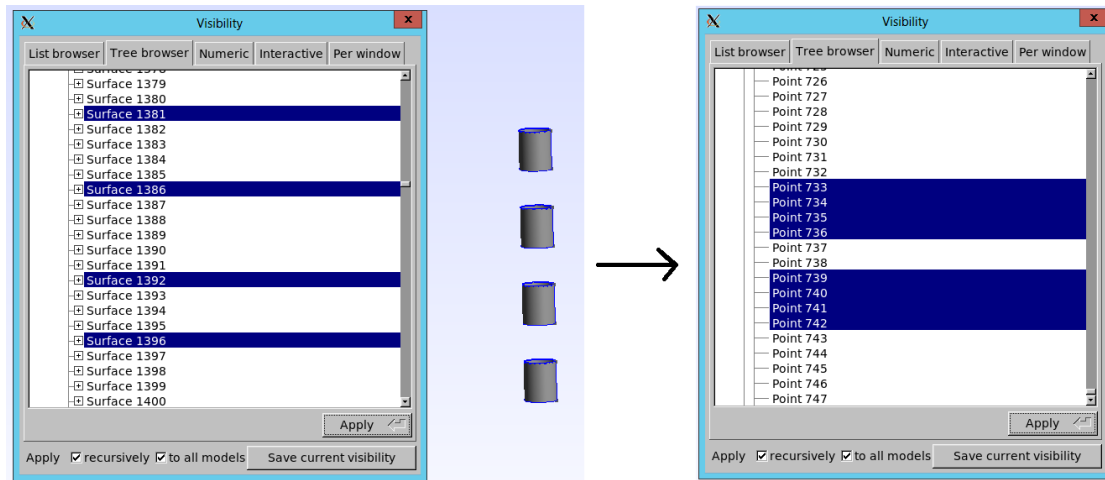 Visibility
List browser Tree browser Numeric Interactive Per window
Surface 1378
Surface 1379
Surface 1380
Surface 1381
Surface 1382
Surface 1383
Surface 1384
Surface 1385
Surface 1386
Surface 1387
Surface 1388
Surface 1389
Surface 1390
Surface 1391
Surface 1392
Surface 1393
Surface 1394
Surface 1395
Surface 1396
Surface 1397
Surface 1398
Surface 1399
Surface 1400
Apply
Apply recursively to all models Save current visibility
Visibility
List browser Tree browser Numeric Interactive Per window
Point 725
Point 726
Point 727
Point 728
Point 729
Point 730
Point 731
Point 732
Point 733
Point 734
Point 735
Point 736
Point 737
Point 738
Point 739
Point 740
Point 741
Point 742
Point 743
Point 744
Point 745
Point 746
Point 747
Apply
Apply recursively to all models Save current visibility